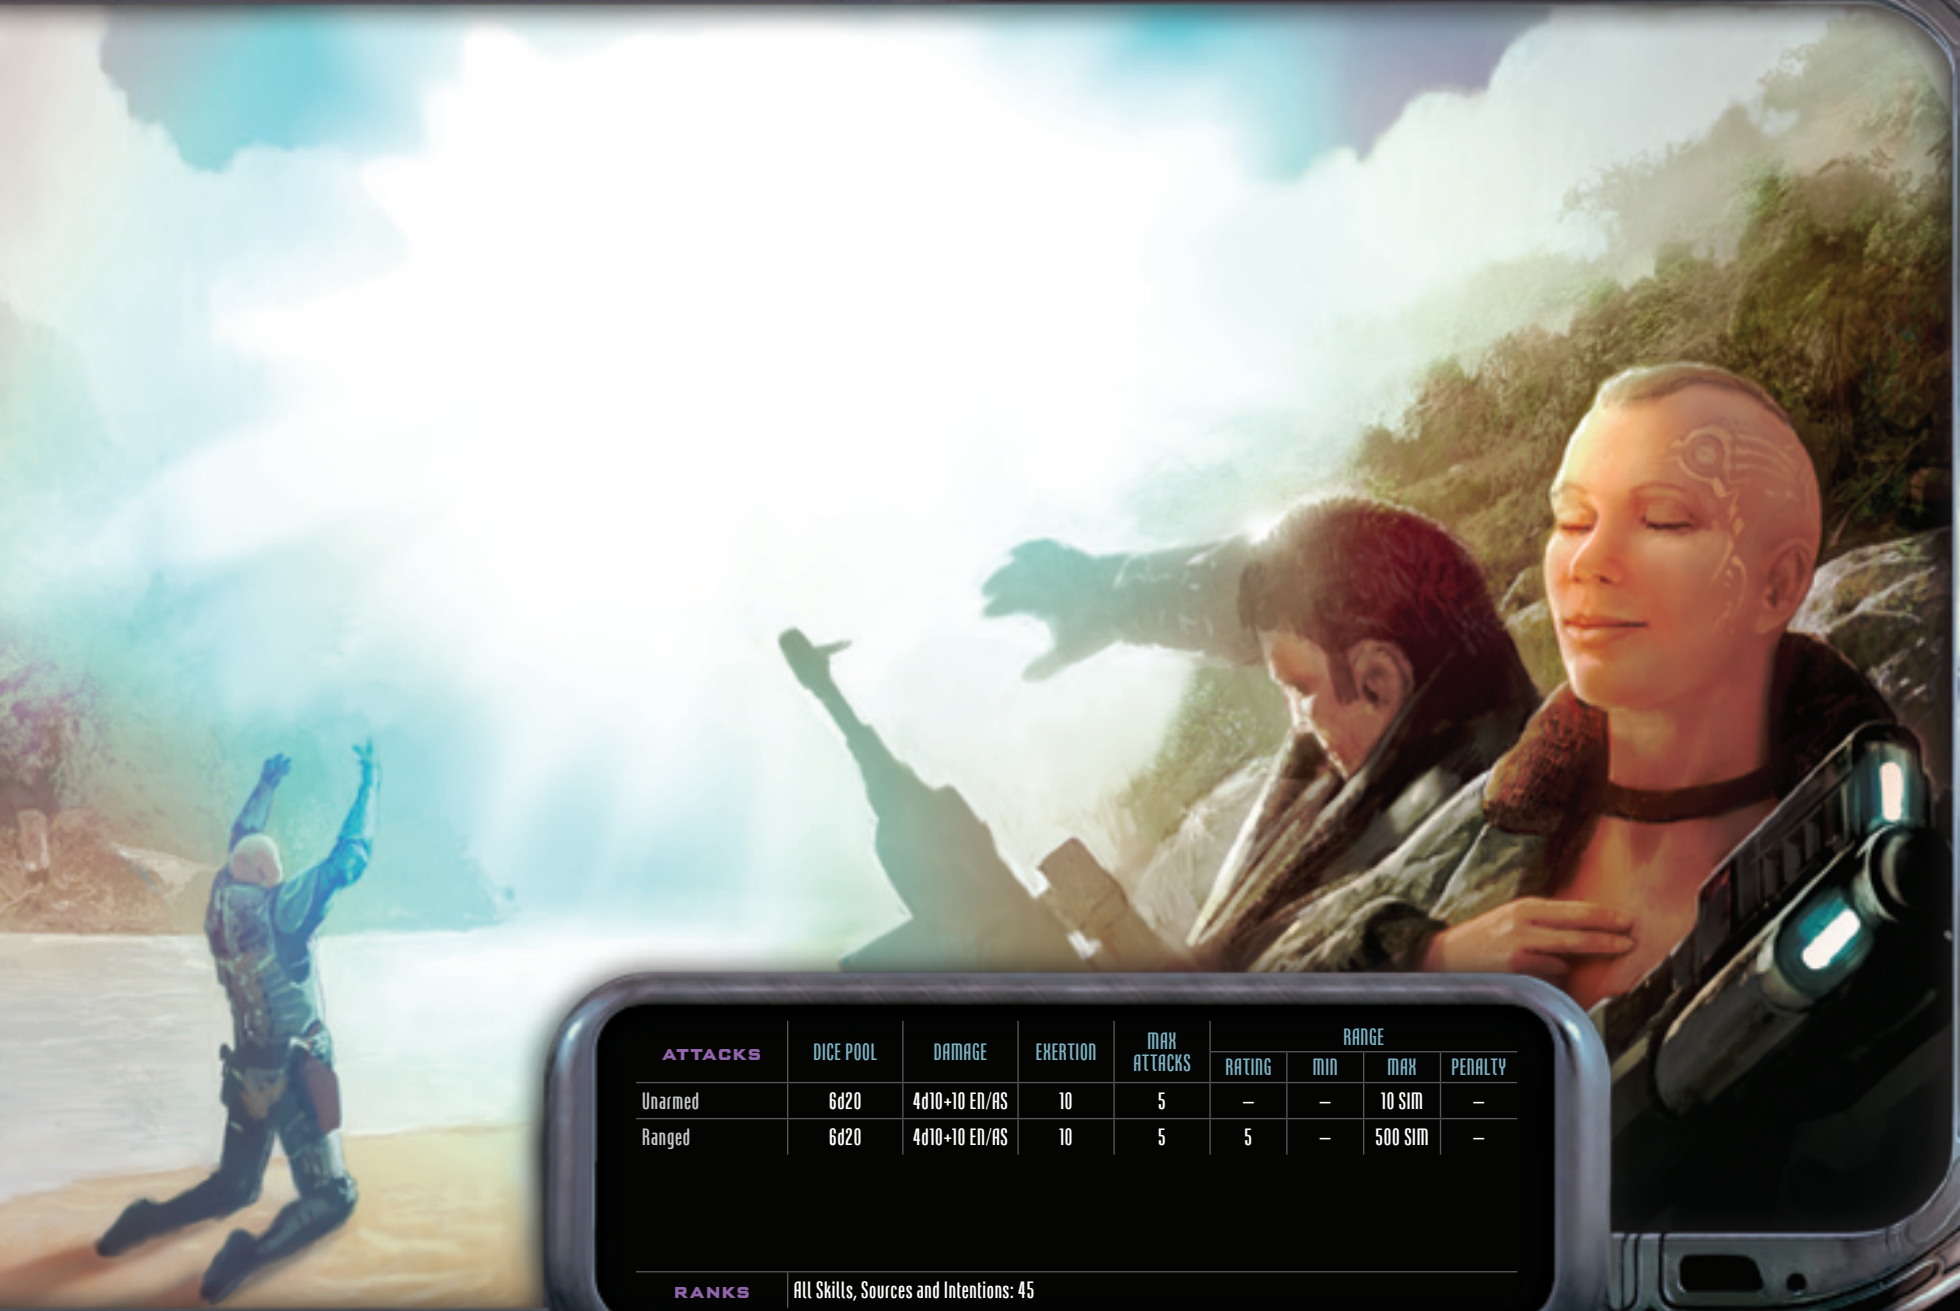 ATTACKS DICE POOL DAMAGE EXERTION MAX ATTACKS RANGE
RATING MIN MAX PENALTY
Unarmed 6d20 4d10+10 EN/AS 10 5 – – 10 SIM –
Ranged 6d20 4d10+10 EN/AS 10 5 5 – 500 SIM –
RANKS All Skills, Sources and Intentions: 45